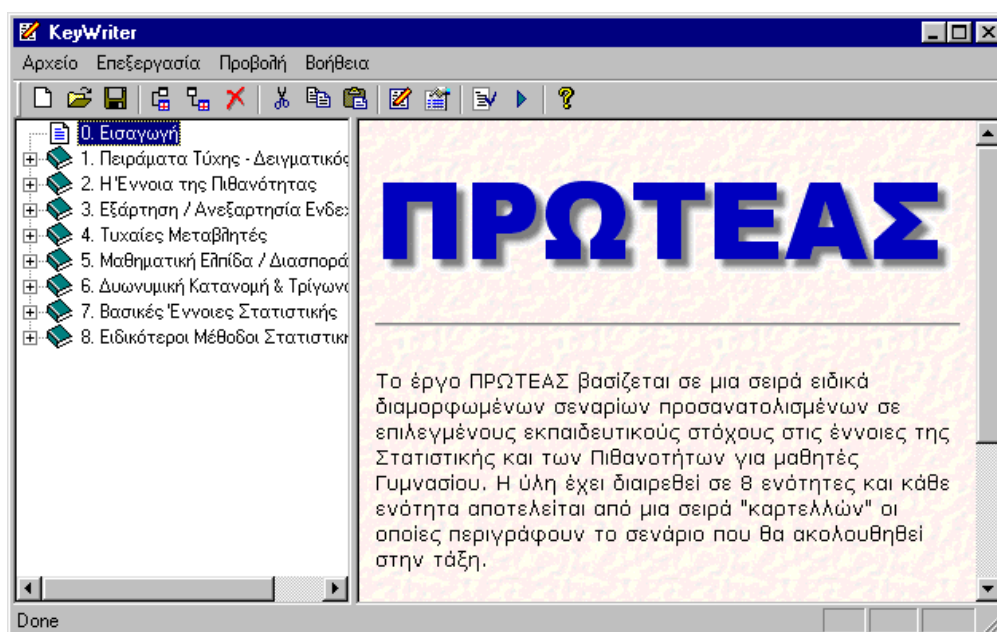 KeyWriter
Αρχείο Επεξεργασία Προβολή Βοήθεια
0. Εισαγωγή
1. Πειράματα Τύχης - Δειγματικός
2. Η Έννοια της Πιθανότητας
3. Εξάρτηση / Ανεξαρτησία Ενδε
4. Τυχαίες Μεταβλητές
5. Μαθηματική Ελπίδα / Διασπορά
6. Διωνυμική Κατανομή & Τρίγωνο
7. Βασικές Έννοιες Στατιστικής
8. Ειδικότεροι Μέθοδοι Στατιστικ
ΠΡΩΤΕΑΣ
Το έργο ΠΡΩΤΕΑΣ βασίζεται σε μια σειρά ειδικά
διαμορφωμένων σεναρίων προσανατολισμένων σε
επιλεγμένους εκπαιδευτικούς στόχους στις έννοιες της
Στατιστικής και των Πιθανοτήτων για μαθητές
Γυμνασίου. Η ύλη έχει διαιρεθεί σε 8 ενότητες και κάθε
ενότητα αποτελείται από μια σειρά "καρτελλών" οι
οποίες περιγράφουν το σενάριο που θα ακολουθηθεί
στην τάξη.
Done